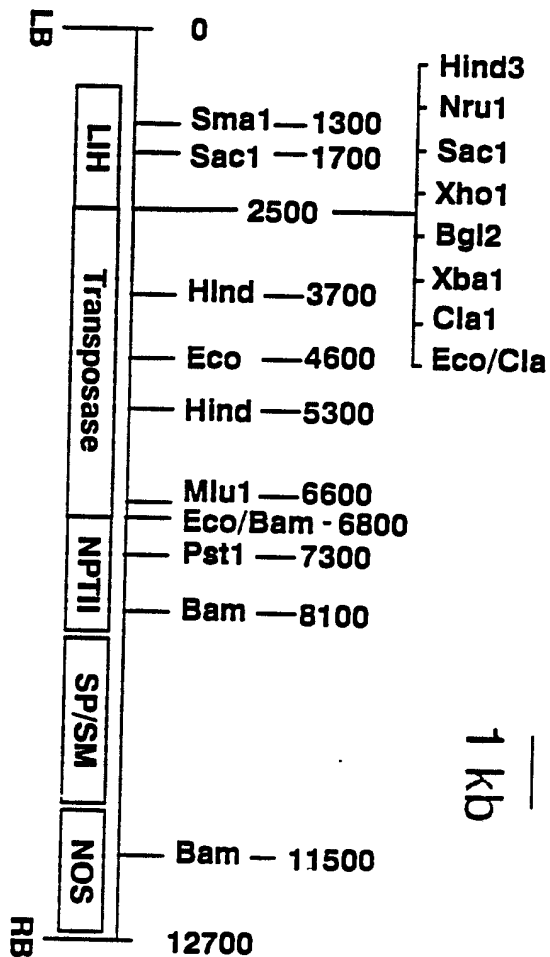 LB 0
Hind3
Nru1
Sma1 1300
Sac1 1700
Sac1
Xho1
2500
Bgl2
Xba1
Hind 3700
Cla1
Eco 4600
Eco/Cla
Hind 5300
Mlu1 6600
Eco/Bam - 6800
Pst1 7300
Bam 8100
Bam 11500
RB 12700
LIH
Transposase
NPTII
SP/SM
NOS
1 kb